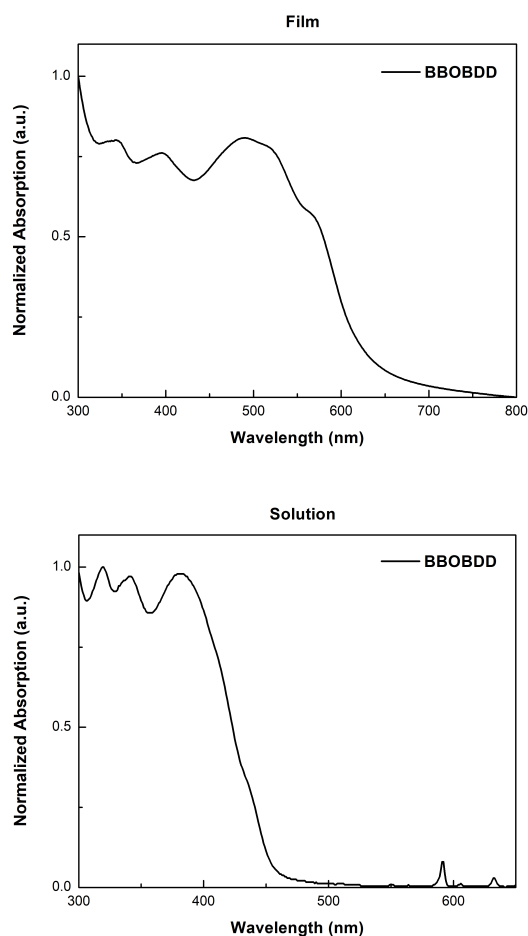 Film
BBOBDD
1.0
0.5
0.0
Normalized Absorption (a.u.)
300 400 500 600 700 800
Wavelength (nm)
Solution
BBOBDD
1.0
0.5
0.0
Normalized Absorption (a.u.)
300 400 500 600
Wavelength (nm)